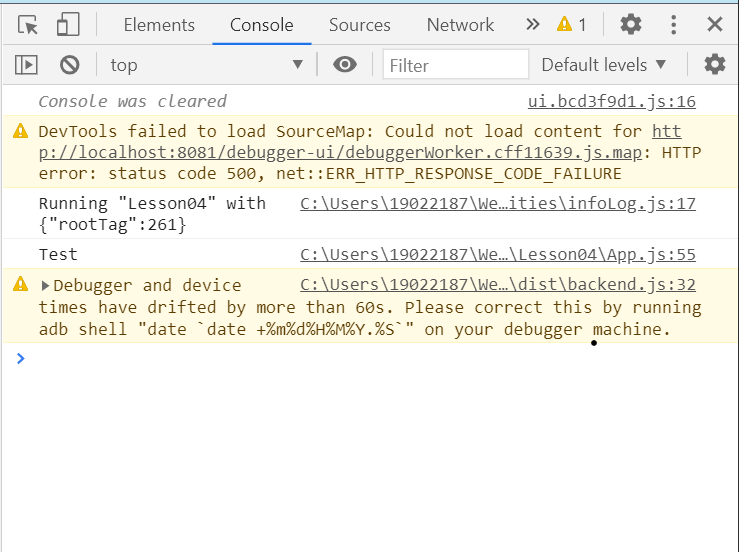 Elements Console Sources Network » 1
top Filter Default levels
Console was cleared ui.bcd3f9d1.js:16
DevTools failed to load SourceMap: Could not load content for htt
p://localhost:8081/debugger-ui/debuggerWorker.cff11639.js.map: HTTP
error: status code 500, net::ERR_HTTP_RESPONSE_CODE_FAILURE
Running "Lesson04" with C:\Users\19022187\We…ities\infoLog.js:17
{"rootTag":261}
Test C:\Users\19022187\We…\Lesson04\App.js:55
Debugger and device C:\Users\19022187\We…\dist\backend.js:32
times have drifted by more than 60s. Please correct this by running
adb shell "date `date +%m%d%H%M%Y.%S`" on your debugger machine.